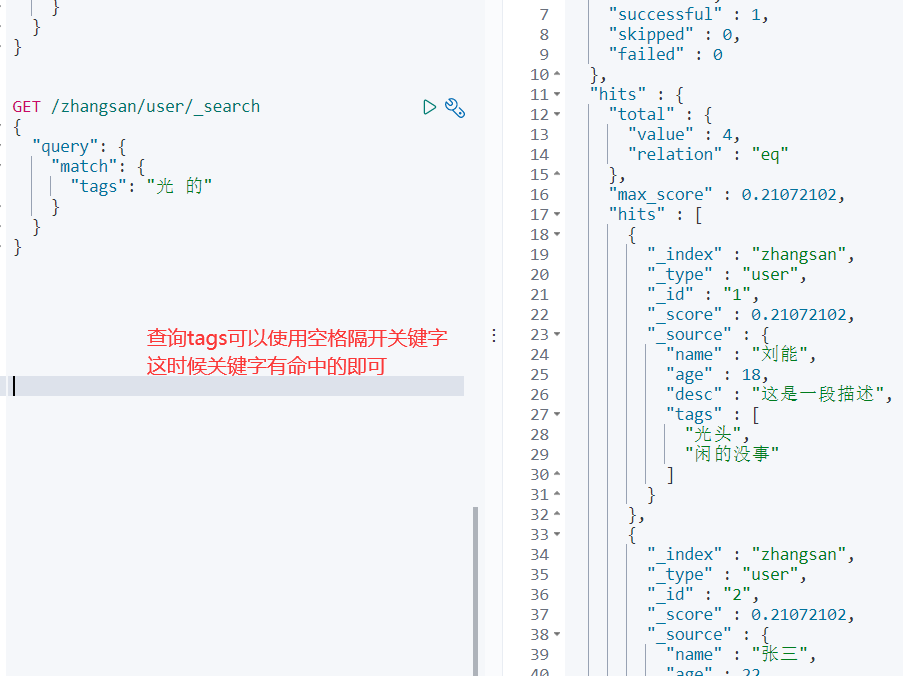 }
}
}
GET /zhangsan/user/_search
{
"query": {
"match": {
"tags": "光 的"
}
}
}
查询tags可以使用空格隔开关键字
这时候关键字有命中的即可
7 "successful" : 1,
8 "skipped" : 0,
9 "failed" : 0
10 },
11 "hits" : {
12 "total" : {
13 "value" : 4,
14 "relation" : "eq"
15 },
16 "max_score" : 0.21072102,
17 "hits" : [
18 {
19 "_index" : "zhangsan",
20 "_type" : "user",
21 "_id" : "1",
22 "_score" : 0.21072102,
23 "_source" : {
24 "name" : "刘能",
25 "age" : 18,
26 "desc" : "这是一段描述",
27 "tags" : [
28 "光头",
29 "闲的没事"
30 ]
31 }
32 },
33 {
34 "_index" : "zhangsan",
35 "_type" : "user",
36 "_id" : "2",
37 "_score" : 0.21072102,
38 "_source" : {
39 "name" : "张三",
40 "age" : 22,